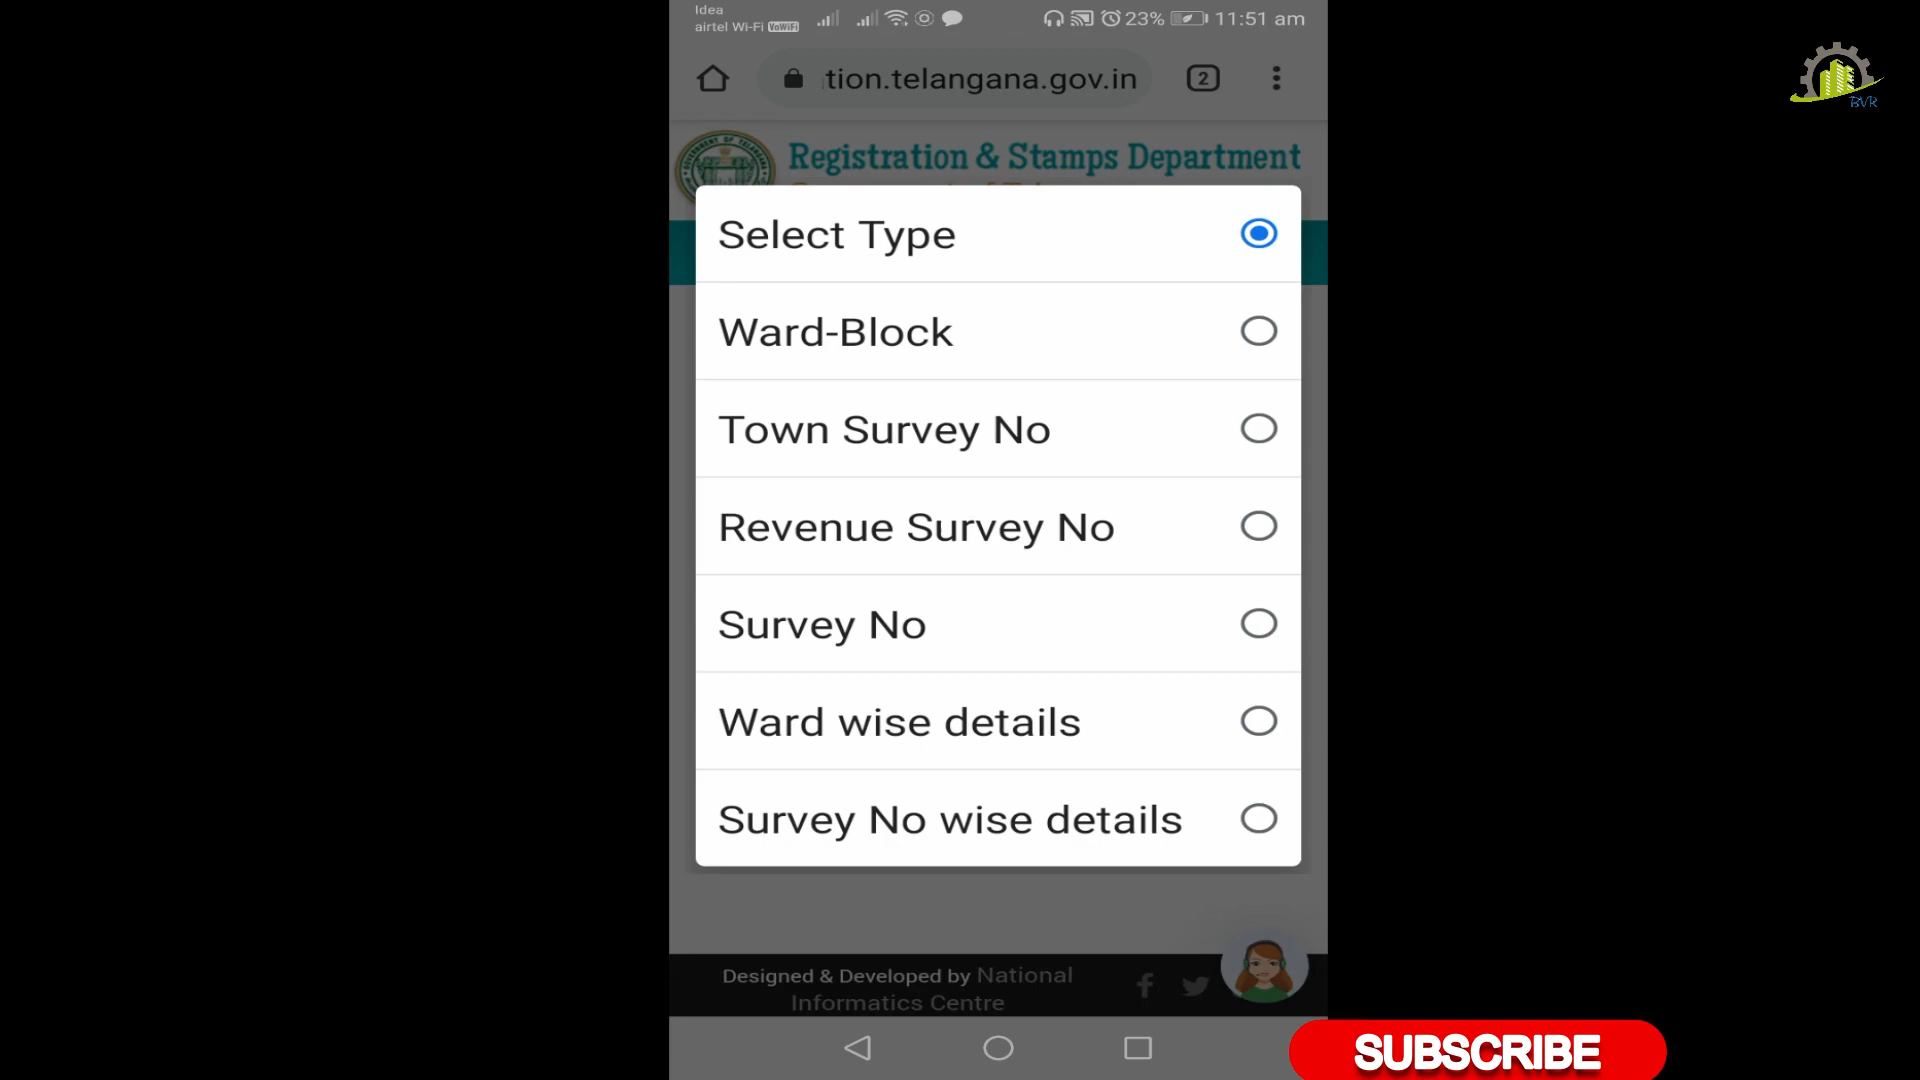 Idea
airtel Wi-Fi VoWiFi
23% 11:51 am
tion.telangana.gov.in
2
BVR
Registration & Stamps Department
Select Type
Ward-Block
Town Survey No
Revenue Survey No
Survey No
Ward wise details
Survey No wise details
Designed & Developed by National
Informatics Centre
SUBSCRIBE